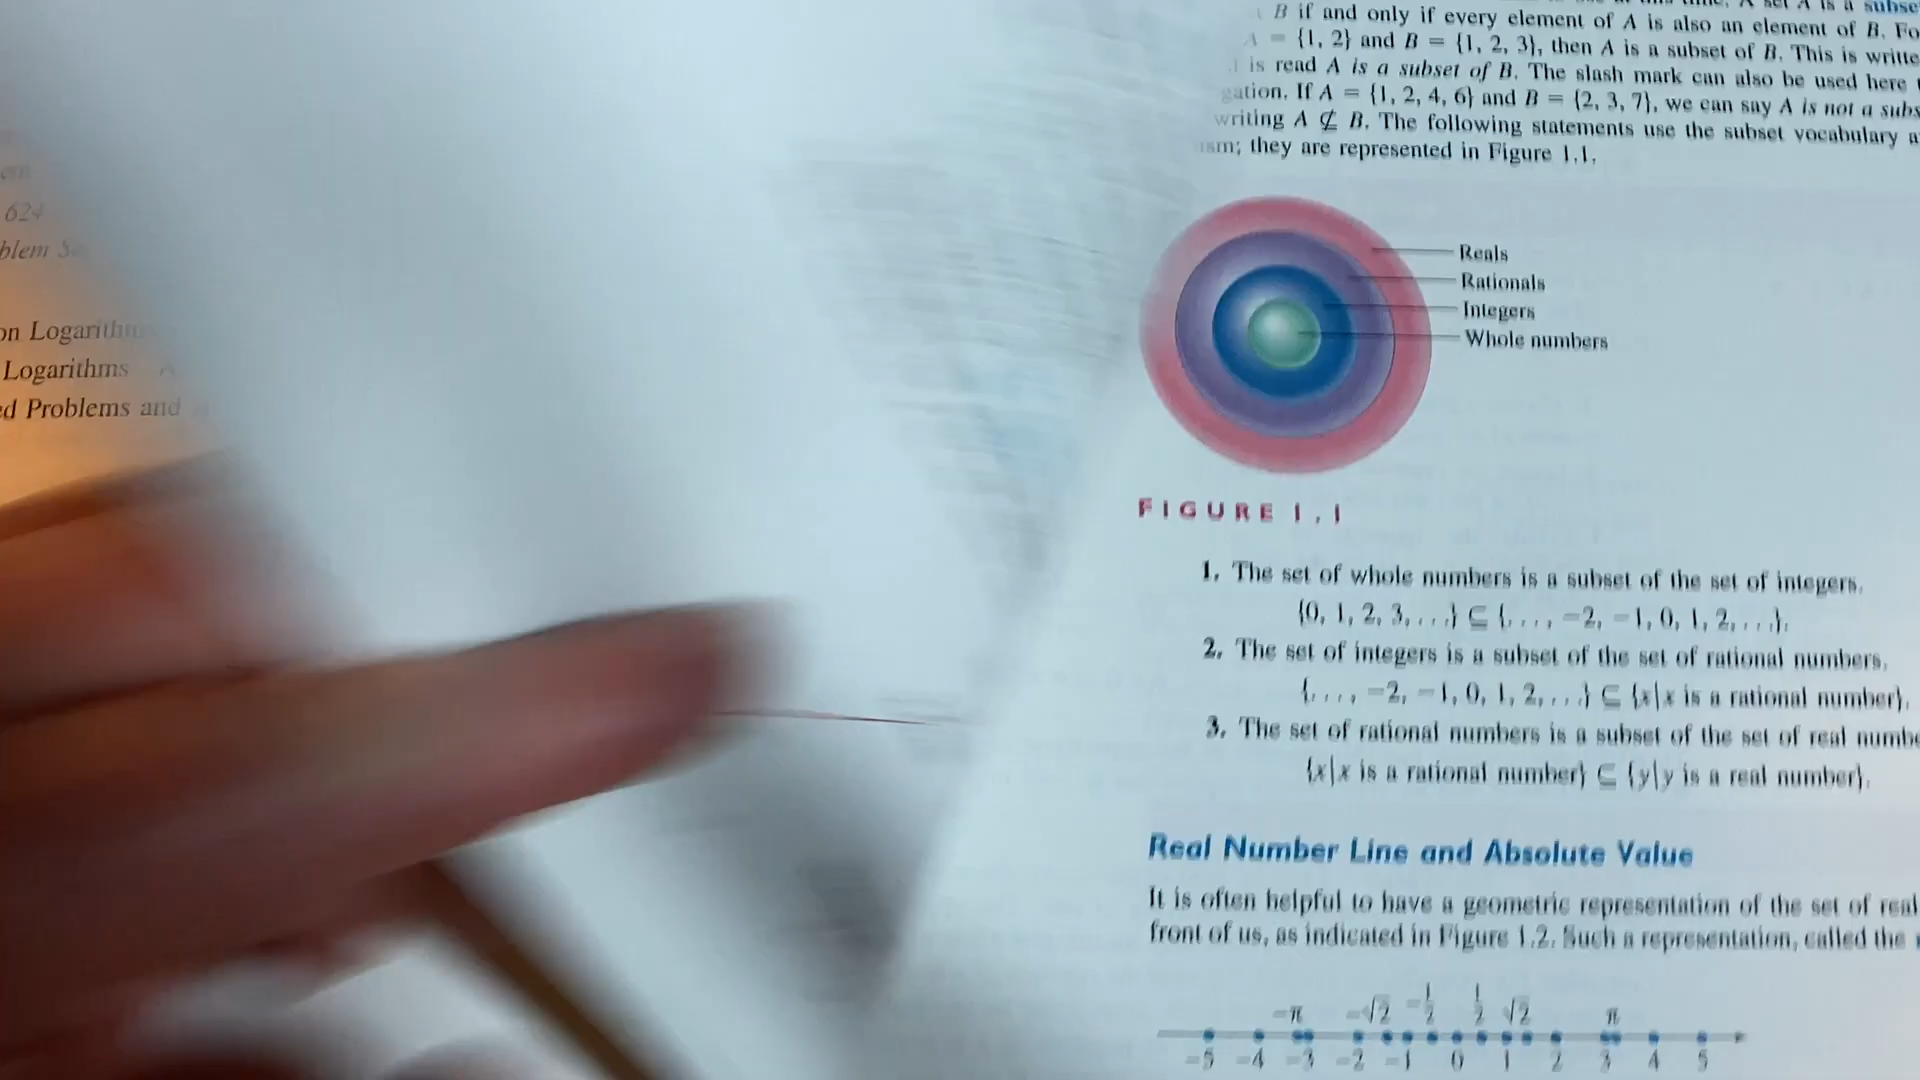 624
on Logarithms
Logarithms
ed Problems and
A set A is a subse
B if and only if every element of A is also an element of B. Fo
A = {1, 2} and B = {1, 2, 3}, then A is a subset of B. This is writte
is read A is a subset of B. The slash mark can also be used here
gation. If A = {1, 2, 4, 6} and B = {2, 3, 7}, we can say A is not a subs
writing A ⊈ B. The following statements use the subset vocabulary a
ism; they are represented in Figure 1.1.
Reals
Rationals
Integers
Whole numbers
FIGURE 1.1
1. The set of whole numbers is a subset of the set of integers.
{0, 1, 2, 3, . . .} ⊆ {. . . , −2, −1, 0, 1, 2, . . .}.
2. The set of integers is a subset of the set of rational numbers.
{. . . , −2, −1, 0, 1, 2, . . .} ⊆ {x|x is a rational number}.
3. The set of rational numbers is a subset of the set of real numbe
{x|x is a rational number} ⊆ {y|y is a real number}.
Real Number Line and Absolute Value
It is often helpful to have a geometric representation of the set of real
front of us, as indicated in Figure 1.2. Such a representation, called the
−π −√2 −1/2 1/2 √2 π
−5 −4 −3 −2 −1 0 1 2 3 4 5